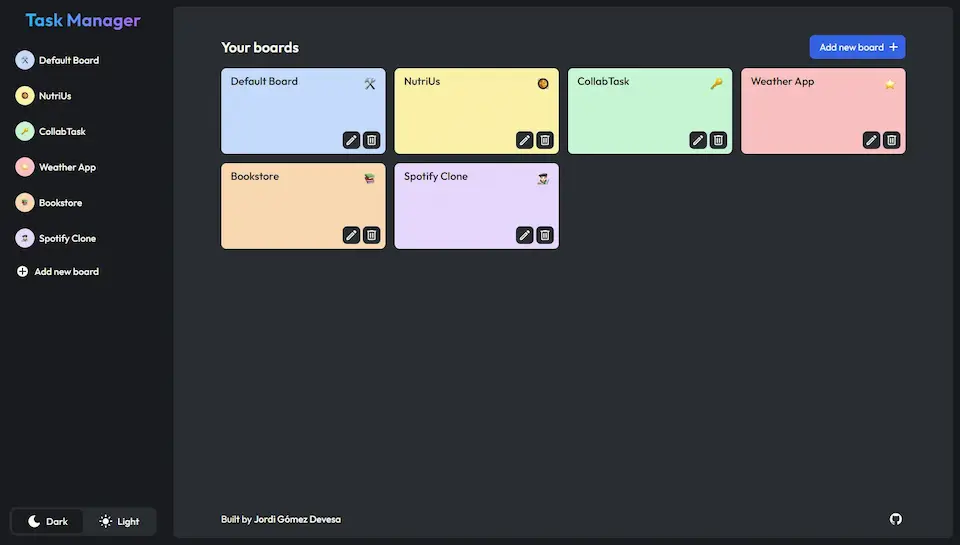 Task Manager
Default Board
NutriUs
CollabTask
Weather App
Bookstore
Spotify Clone
Add new board
Dark
Light
Your boards
Add new board
Default Board
NutriUs
CollabTask
Weather App
Bookstore
Spotify Clone
Built by Jordi Gómez Devesa